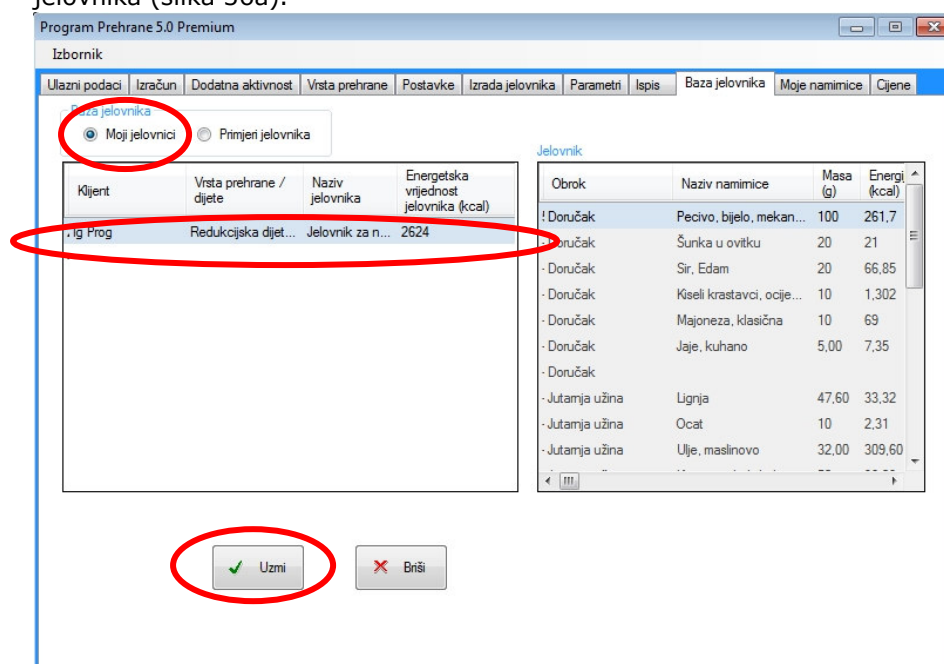 jelovnika (slika 30a).
Program Prehrane 5.0 Premium
Izbornik
Ulazni podaci Izračun Dodatna aktivnost Vrsta prehrane Postavke Izrada jelovnika Parametri Ispis Baza jelovnika Moje namirnice Cijene
Baza jelovnika
Moji jelovnici Primjeri jelovnika
Klijent Vrsta prehrane / dijete Naziv jelovnika Energetska vrijednost jelovnika (kcal)
Ig Prog Redukcijska dijet... Jelovnik za n... 2624
Jelovnik
Obrok Naziv namirnice Masa (g) Energij (kcal)
Doručak Pecivo, bijelo, mekan... 100 261,7
Doručak Šunka u ovitku 20 21
Doručak Sir, Edam 20 66,85
Doručak Kiseli krastavci, ocije... 10 1,302
Doručak Majoneza, klasična 10 69
Doručak Jaje, kuhano 5,00 7,35
Doručak
Jutarnja užina Lignja 47,60 33,32
Jutarnja užina Ocat 10 2,31
Jutarnja užina Ulje, maslinovo 32,00 309,60
Uzmi
Briši